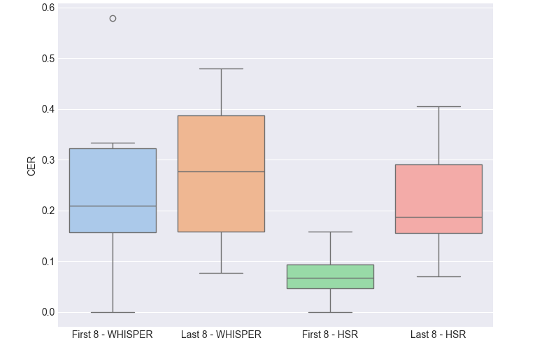 0.6
0.5
0.4
0.3
0.2
0.1
0.0
CER
First 8 - WHISPER
Last 8 - WHISPER
First 8 - HSR
Last 8 - HSR